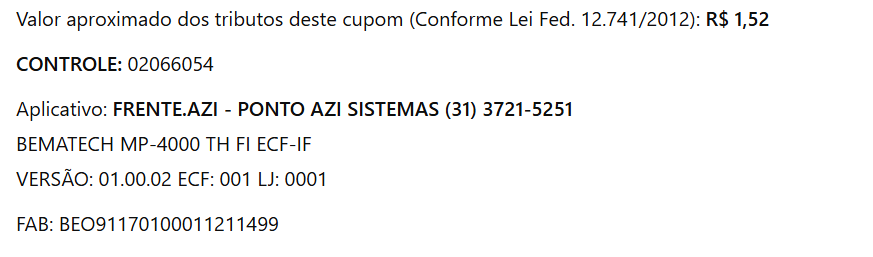 Valor aproximado dos tributos deste cupom (Conforme Lei Fed. 12.741/2012): R$ 1,52
CONTROLE: 02066054
Aplicativo: FRENTE.AZI - PONTO AZI SISTEMAS (31) 3721-5251
BEMATECH MP-4000 TH FI ECF-IF
VERSÃO: 01.00.02 ECF: 001 LJ: 0001
FAB: BEO91170100011211499